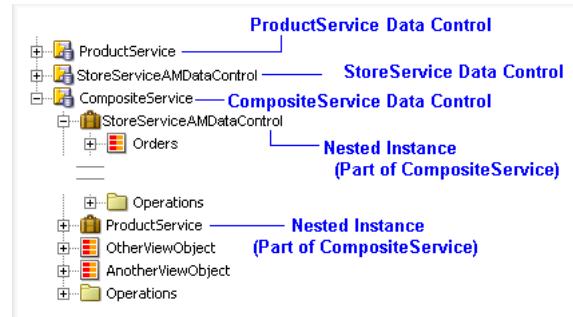 ProductService Data Control
ProductService
StoreServiceAMDataControl StoreService Data Control
CompositeService CompositeService Data Control
StoreServiceAMDataControl
Orders Nested Instance
(Part of CompositeService)
Operations
ProductService Nested Instance
OtherViewObject (Part of CompositeService)
AnotherViewObject
Operations